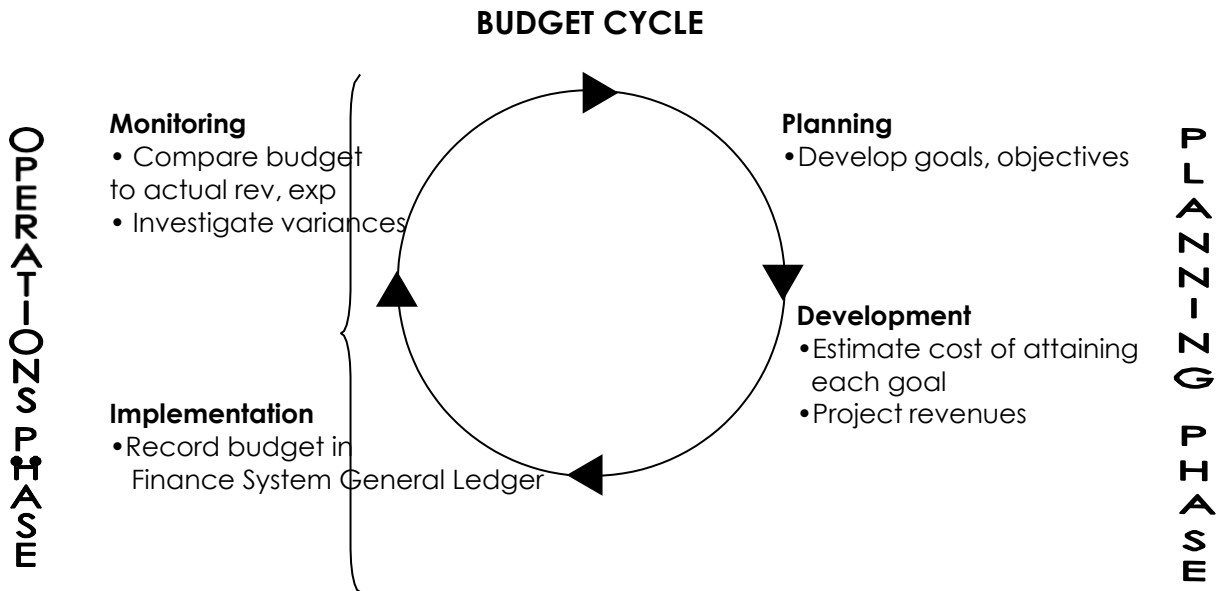 BUDGET CYCLE
OPERATIONS PHASE
Monitoring
• Compare budget
to actual rev, exp
• Investigate variances
Implementation
•Record budget in
Finance System General Ledger
Planning
•Develop goals, objectives
Development
•Estimate cost of attaining
each goal
•Project revenues
PLANNING PHASE